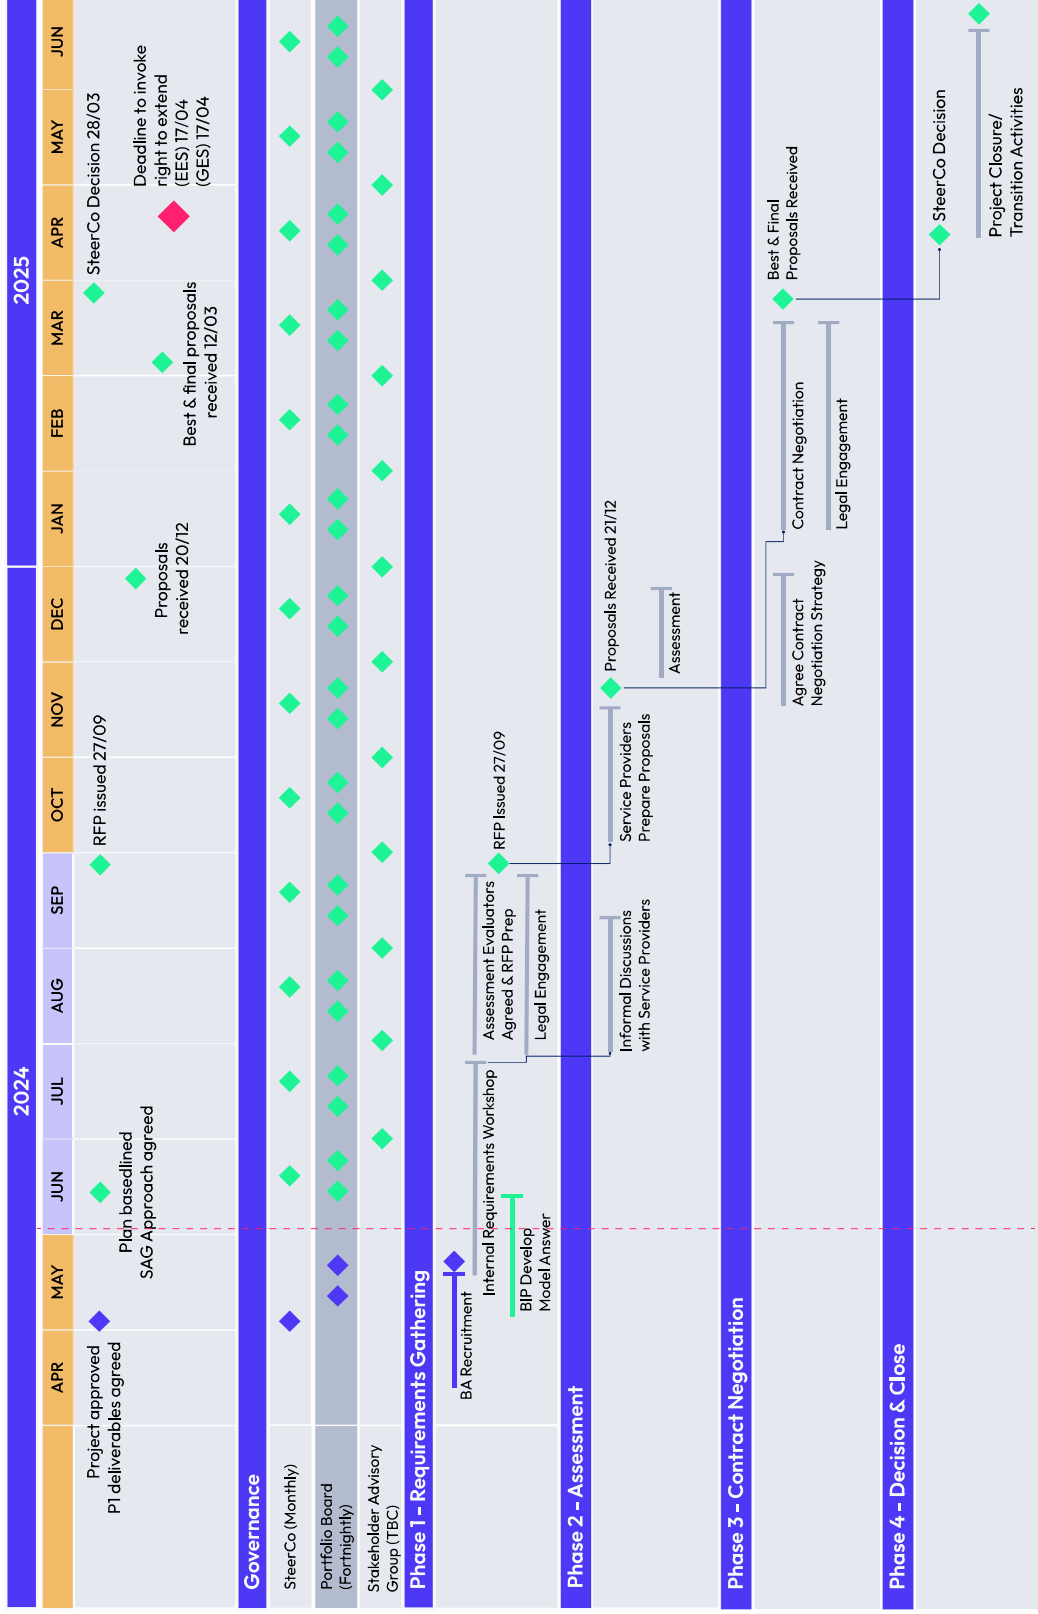 2024
2025
APR
MAY
JUN
JUL
AUG
SEP
OCT
NOV
DEC
JAN
FEB
MAR
APR
MAY
JUN
Project approved
P1 deliverables agreed
Plan basedlined
SAG Approach agreed
RFP issued 27/09
Proposals
received 20/12
Best & final proposals
received 12/03
SteerCo Decision 28/03
Deadline to invoke
right to extend
(EES) 17/04
(GES) 17/04
Governance
SteerCo (Monthly)
Portfolio Board
(Fortnightly)
Stakeholder Advisory
Group (TBC)
Phase 1 - Requirements Gathering
BA Recruitment
Internal Requirements Workshop
BIP Develop
Model Answer
Assessment Evaluators
Agreed & RFP Prep
Legal Engagement
RFP Issued 27/09
Phase 2 - Assessment
Informal Discussions
with Service Providers
Service Providers
Prepare Proposals
Proposals Received 21/12
Assessment
Phase 3 - Contract Negotiation
Agree Contract
Negotiation Strategy
Contract Negotiation
Legal Engagement
Best & Final
Proposals Received
Phase 4 - Decision & Close
SteerCo Decision
Project Closure/
Transition Activities